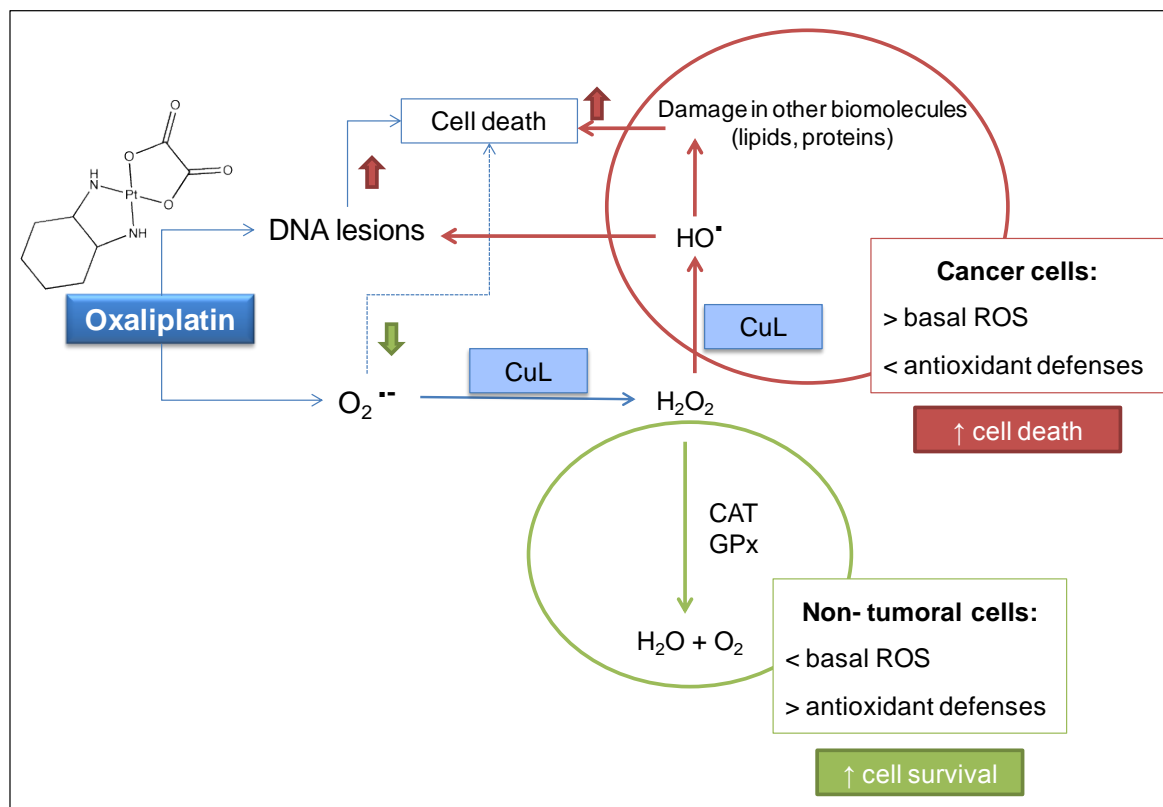 O
O
Cell death
Damage in other biomolecules
(lipids, proteins)
O
H
NH
Pt
O
NH
DNA lesions
HO▪
Oxaliplatin
Cancer cells:
> basal ROS
< antioxidant defenses
CuL
CuL
O₂ ▪-
H₂O₂
↑ cell death
CAT
GPx
H₂O + O₂
Non- tumoral cells:
< basal ROS
> antioxidant defenses
↑ cell survival